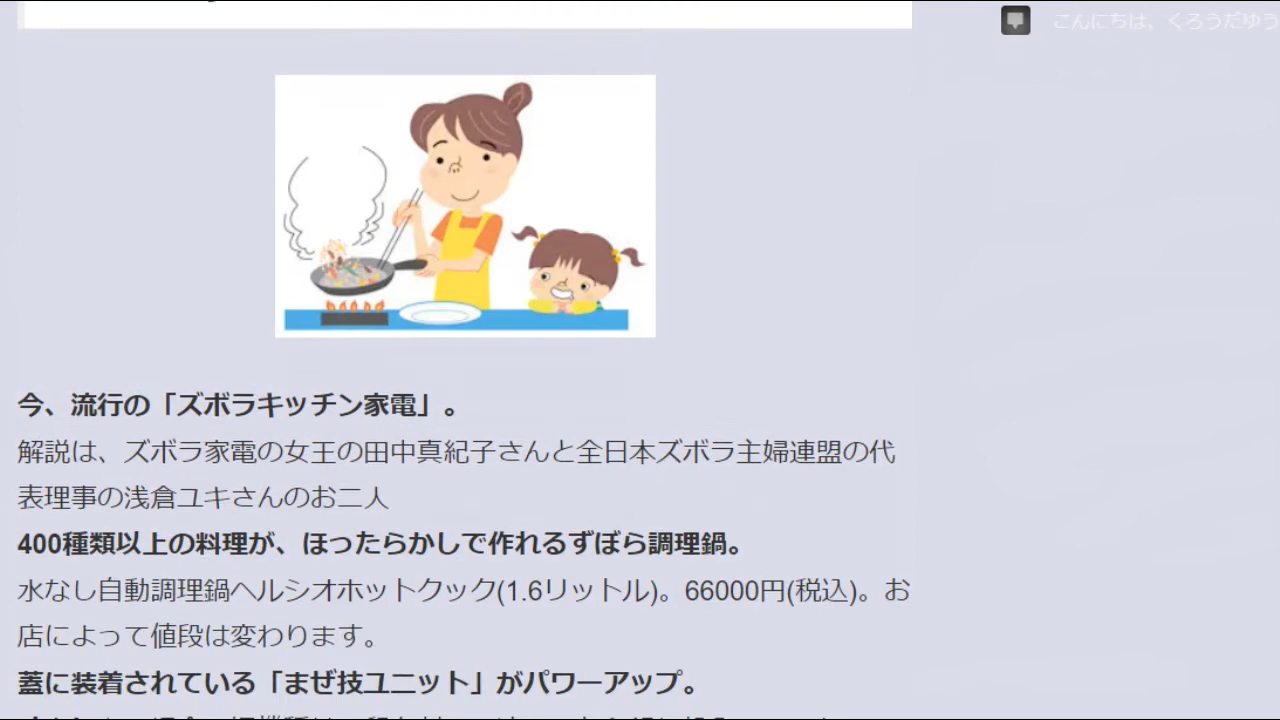 こんにちは、くろうだゆう
今、流行の「ズボラキッチン家電」。
解説は、ズボラ家電の女王の田中真紀子さんと全日本ズボラ主婦連盟の代
表理事の浅倉ユキさんのお二人
400種類以上の料理が、ほったらかしで作れるずぼら調理鍋。
水なし自動調理鍋ヘルシオホットクック(1.6リットル)。66000円(税込)。お
店によって値段は変わります。
蓋に装着されている「まぜ技ユニット」がパワーアップ。